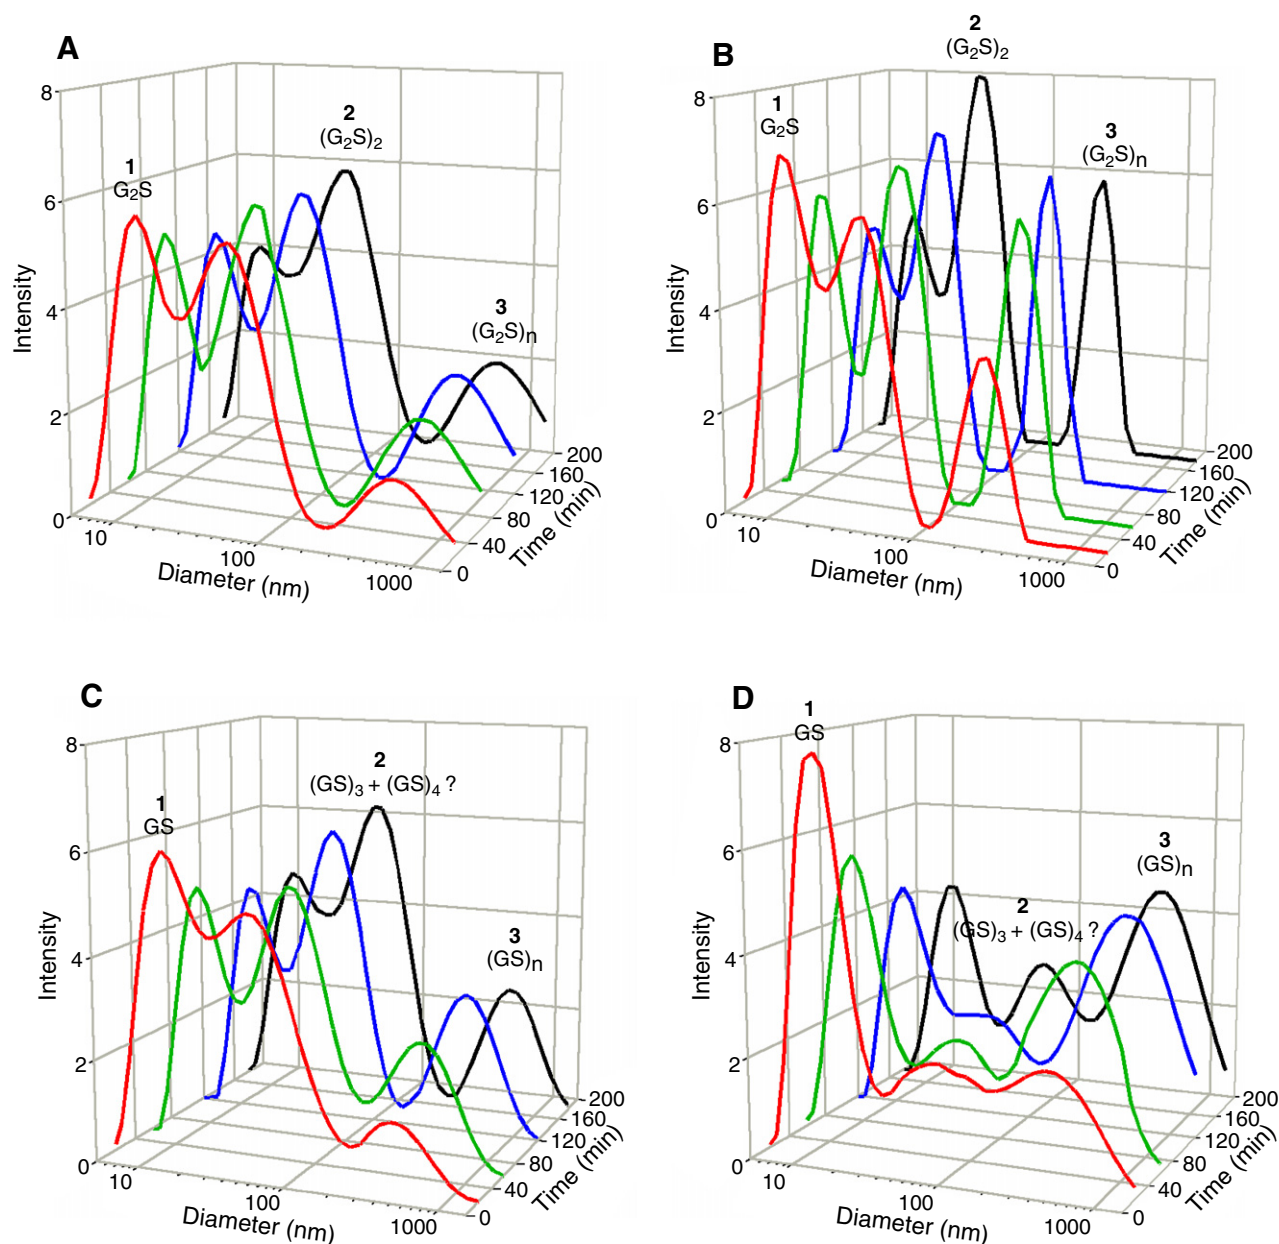 A
1
G₂S
2
(G₂S)₂
3
(G₂S)n
8
6
4
2
0
Intensity
10
100
1000
Diameter (nm)
0
40
80
120
160
200
Time (min)
B
1
G₂S
2
(G₂S)₂
3
(G₂S)n
8
6
4
2
0
Intensity
10
100
1000
Diameter (nm)
0
40
80
120
160
200
Time (min)
C
1
GS
2
(GS)₃ + (GS)₄ ?
3
(GS)n
8
6
4
2
0
Intensity
10
100
1000
Diameter (nm)
0
40
80
120
160
200
Time (min)
D
1
GS
2
(GS)₃ + (GS)₄ ?
3
(GS)n
8
6
4
2
0
Intensity
10
100
1000
Diameter (nm)
0
40
80
120
160
200
Time (min)